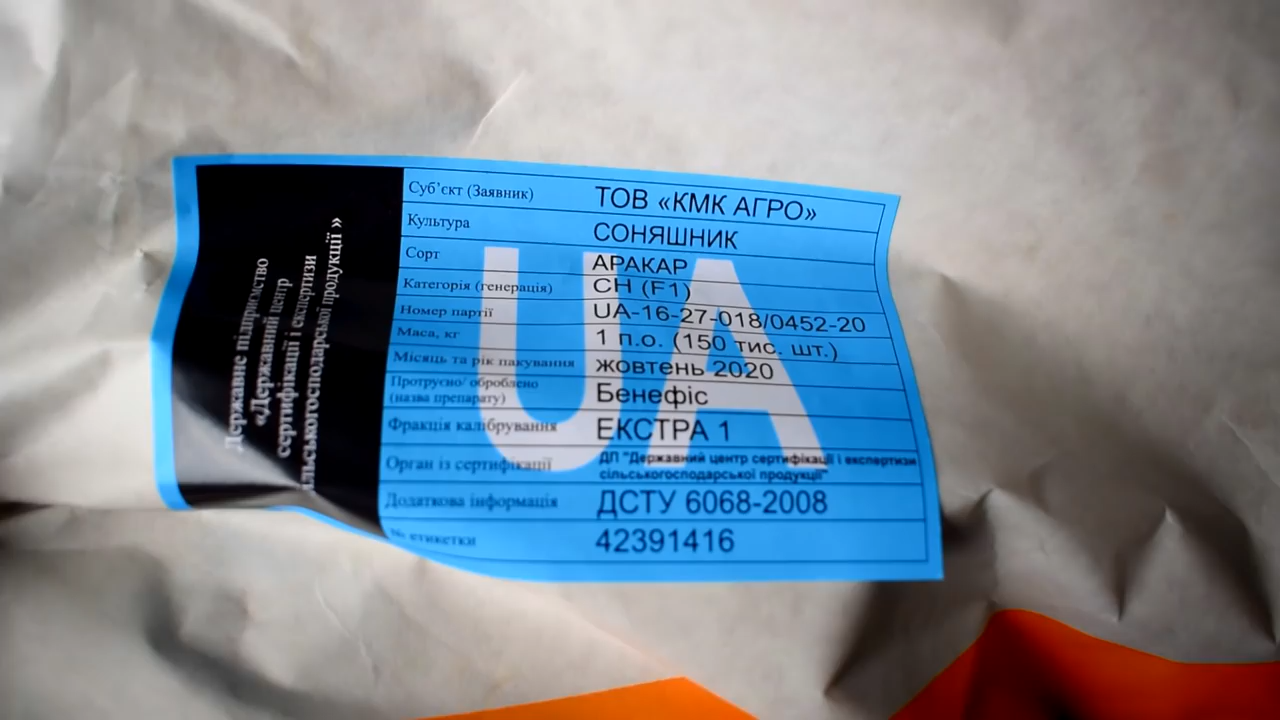 Державне підприємство
«Державний центр
сертифікації і експертизи
сільськогосподарської продукції »
Суб'єкт (Заявник) ТОВ «КМК АГРО»
Культура СОНЯШНИК
Сорт АРАКАР
Категорія (генерація) СН (F1)
Номер партії UA-16-27-018/0452-20
Маса, кг 1 п.о. (150 тис. шт.)
Місяць та рік пакування жовтень 2020
Протруєно/ оброблено
(назва препарату) Бенефіс
Фракція калібрування ЕКСТРА 1
Орган із сертифікації ДП "Державний центр сертифікації і експертизи
сільськогосподарської продукції"
Додаткова інформація ДСТУ 6068-2008
№ етикетки 42391416
UA